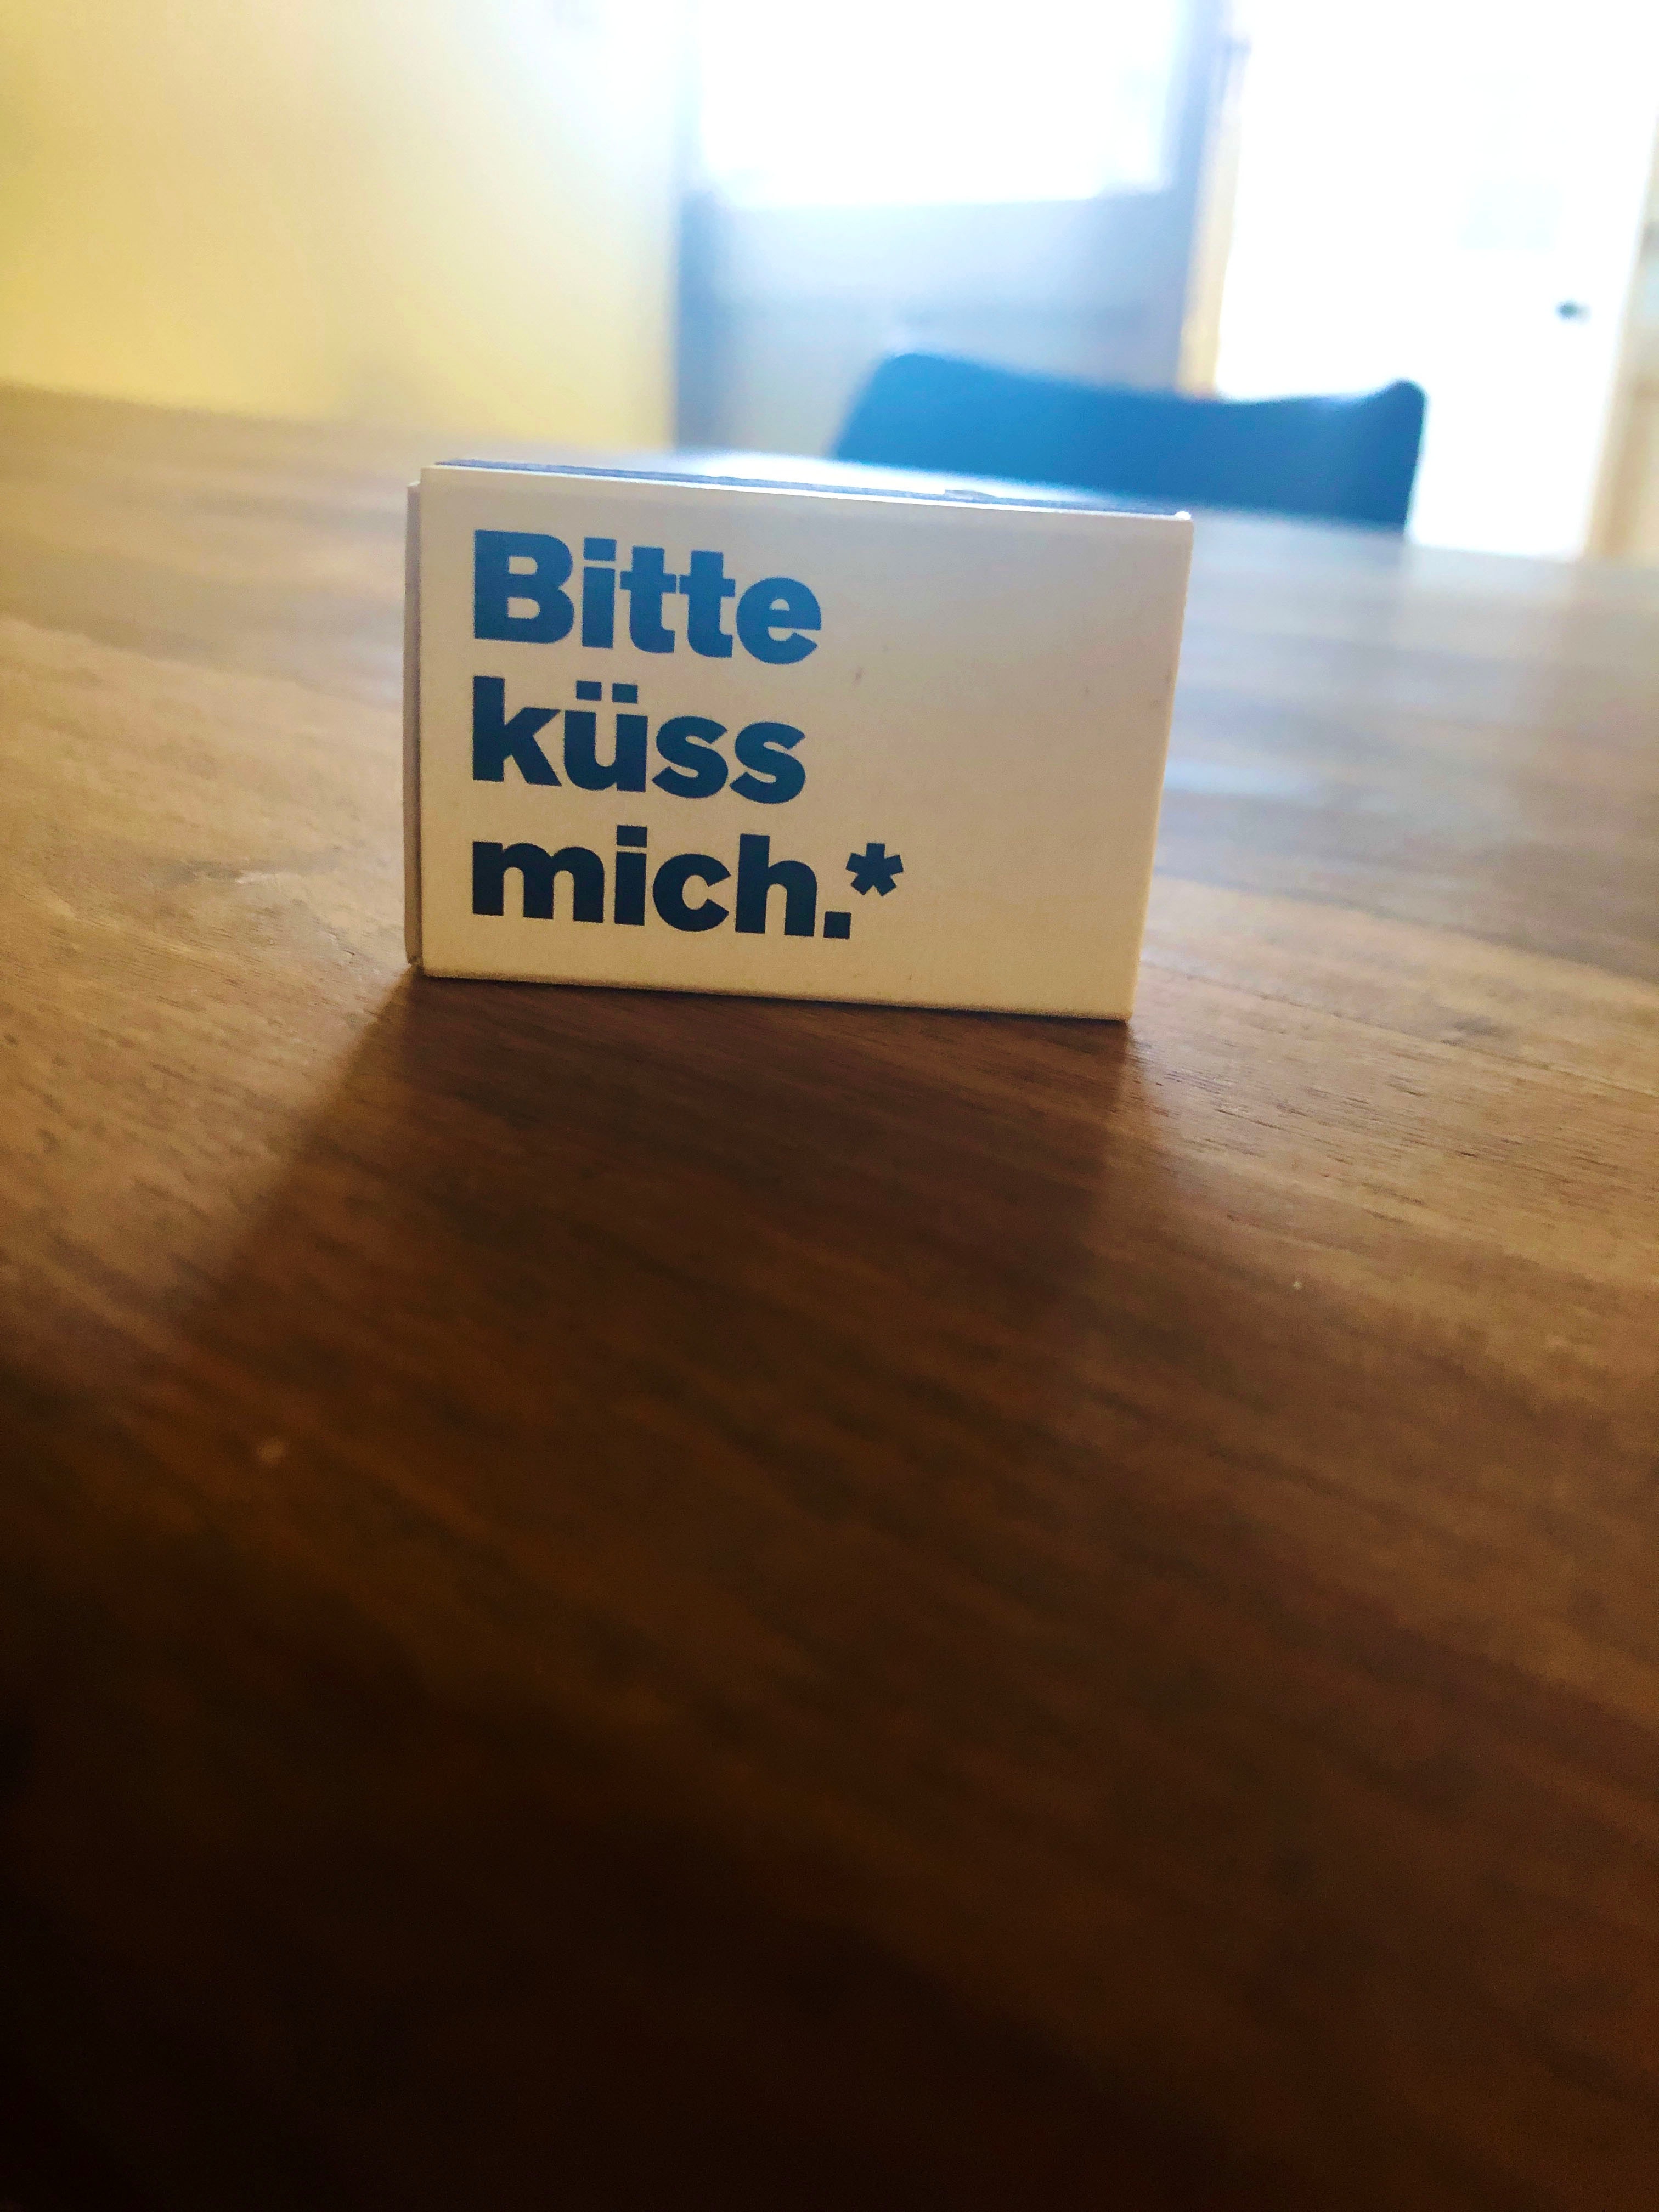 Bitte
küss
mich.*